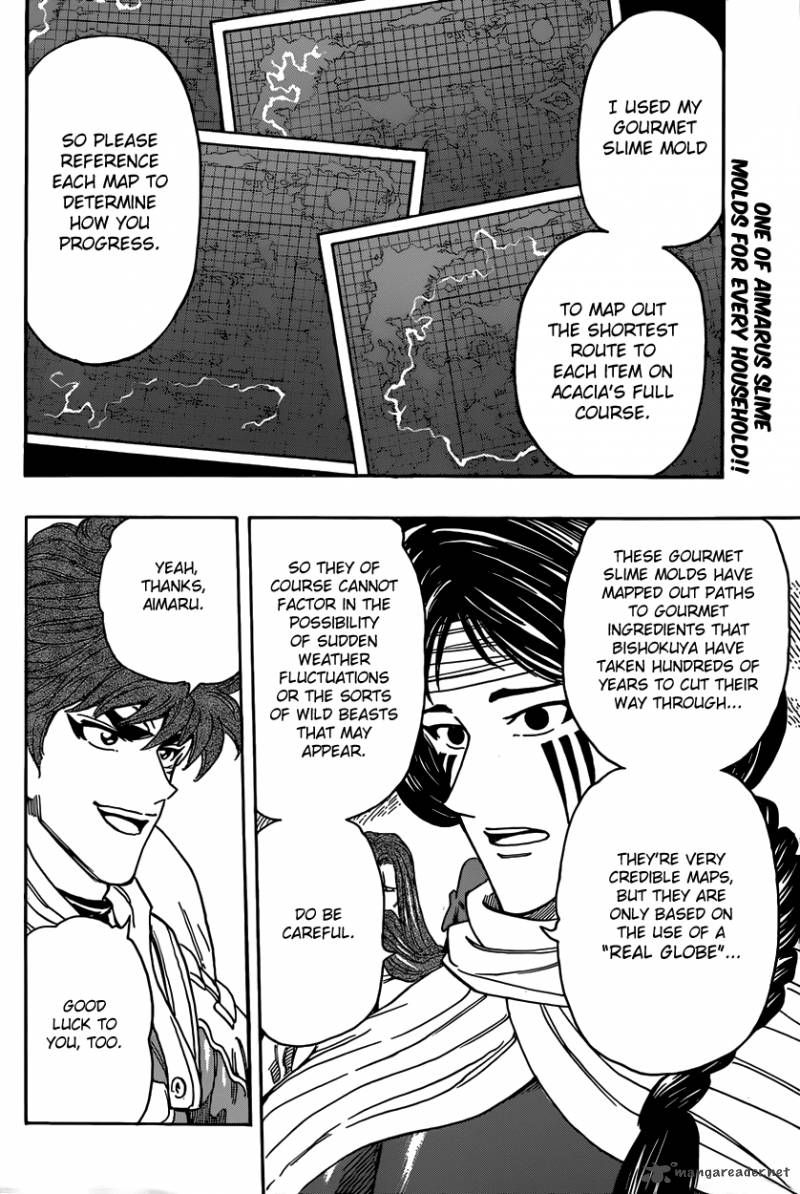 ONE OF AIMARUS SLIME
MOLDS FOR EVERY HOUSEHOLD!!
I USED MY
GOURMET
SLIME MOLD
TO MAP OUT
THE SHORTEST
ROUTE TO
EACH ITEM ON
ACACIA'S FULL
COURSE.
SO PLEASE
REFERENCE
EACH MAP TO
DETERMINE
HOW YOU
PROGRESS.
THESE GOURMET
SLIME MOLDS HAVE
MAPPED OUT PATHS
TO GOURMET
INGREDIENTS THAT
BISHOKUYA HAVE
TAKEN HUNDREDS OF
YEARS TO CUT THEIR
WAY THROUGH...
THEY'RE VERY
CREDIBLE MAPS,
BUT THEY ARE
ONLY BASED ON
THE USE OF A
"REAL GLOBE"...
SO THEY OF
COURSE CANNOT
FACTOR IN THE
POSSIBILITY
OF SUDDEN
WEATHER
FLUCTUATIONS
OR THE SORTS
OF WILD BEASTS
THAT MAY
APPEAR.
DO BE
CAREFUL.
YEAH,
THANKS,
AIMARU.
GOOD
LUCK TO
YOU, TOO.
mangareader.net